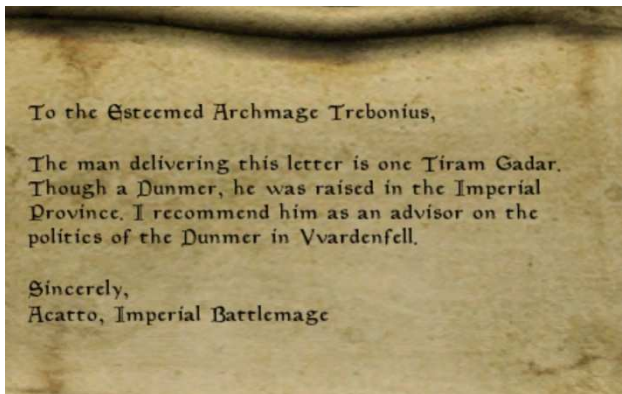 To the Esteemed Archmage Trebonius,
The man delivering this letter is one Tiram Gadar.
Though a Dunmer, he was raised in the Imperial
Province. I recommend him as an advisor on the
politics of the Dunmer in Vvardenfell.
Sincerely,
Acatto, Imperial Battlemage